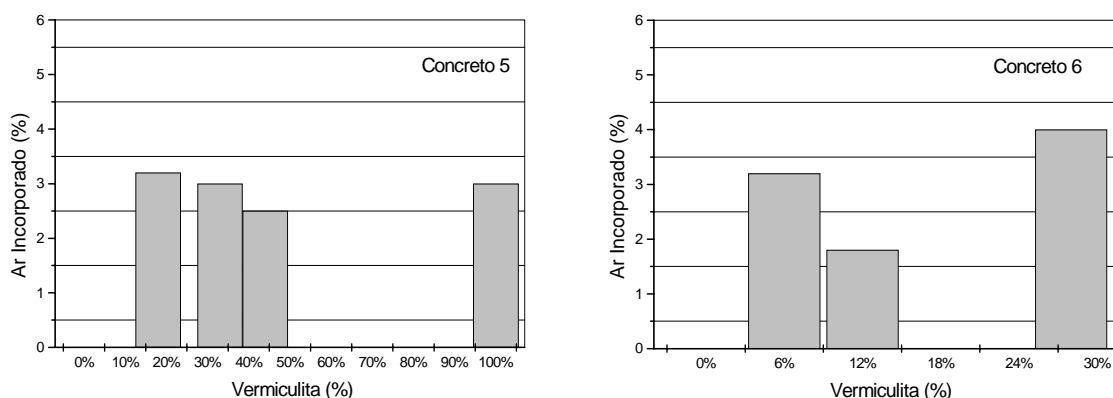 6
5
4
3
2
1
0
Ar Incorporado (%)
Concreto 5
0% 10% 20% 30% 40% 50% 60% 70% 80% 90% 100%
Vermiculita (%)
6
5
4
3
2
1
0
Ar Incorporado (%)
Concreto 6
0% 6% 12% 18% 24% 30%
Vermiculita (%)